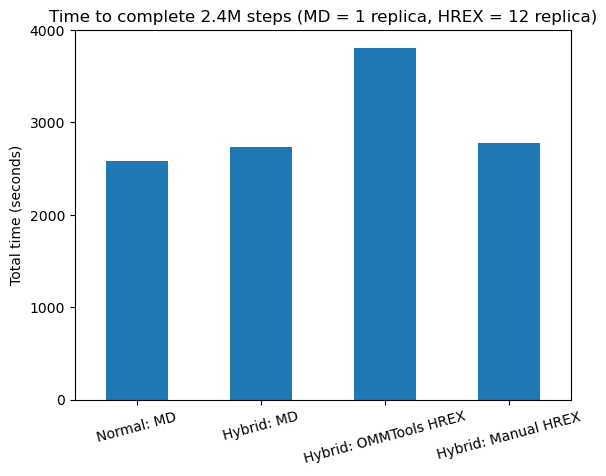 Time to complete 2.4M steps (MD = 1 replica, HREX = 12 replica)
Total time (seconds)
4000
3000
2000
1000
0
Normal: MD
Hybrid: MD
Hybrid: OMMTools HREX
Hybrid: Manual HREX